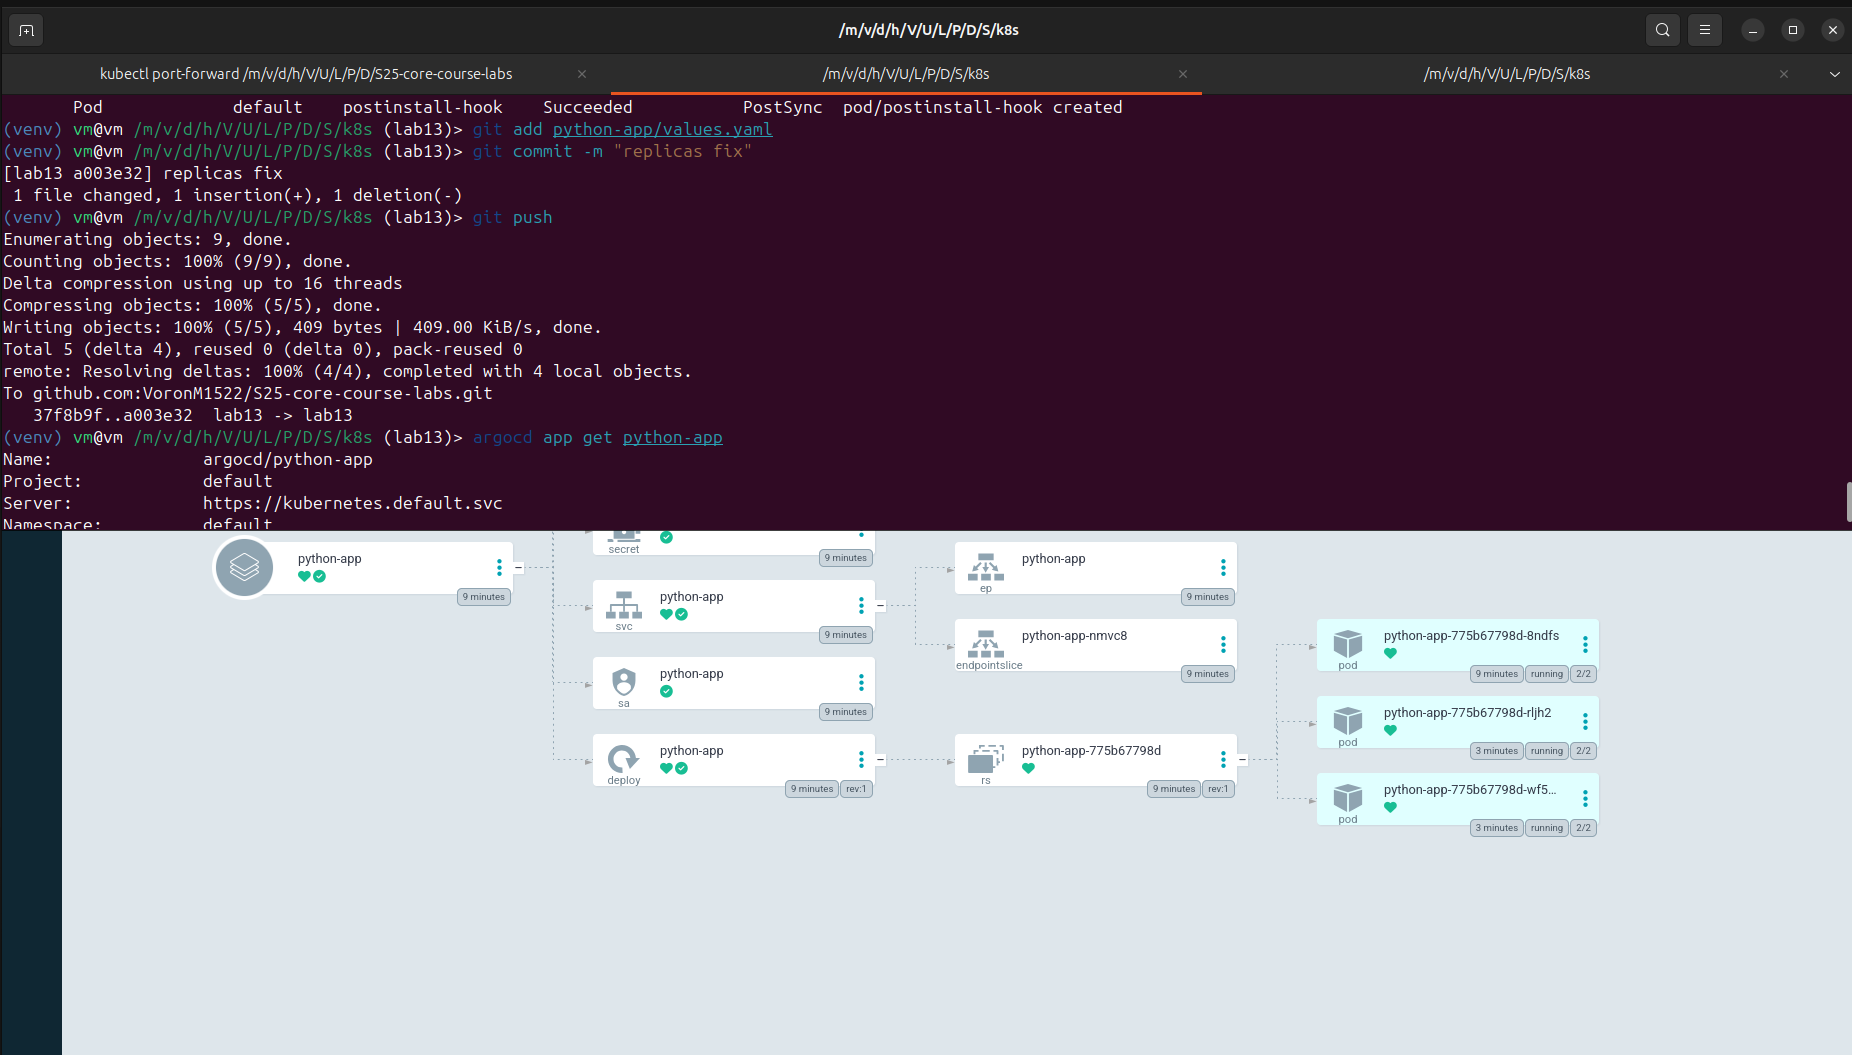 /m/v/d/h/V/U/L/P/D/S/k8s
kubectl port-forward /m/v/d/h/V/U/L/P/D/S25-core-course-labs
/m/v/d/h/V/U/L/P/D/S/k8s
/m/v/d/h/V/U/L/P/D/S/k8s
Pod default postinstall-hook Succeeded PostSync pod/postinstall-hook created
(venv) vm@vm /m/v/d/h/V/U/L/P/D/S/k8s (lab13)> git add python-app/values.yaml
(venv) vm@vm /m/v/d/h/V/U/L/P/D/S/k8s (lab13)> git commit -m "replicas fix"
[lab13 a003e32] replicas fix
1 file changed, 1 insertion(+), 1 deletion(-)
(venv) vm@vm /m/v/d/h/V/U/L/P/D/S/k8s (lab13)> git push
Enumerating objects: 9, done.
Counting objects: 100% (9/9), done.
Delta compression using up to 16 threads
Compressing objects: 100% (5/5), done.
Writing objects: 100% (5/5), 409 bytes | 409.00 KiB/s, done.
Total 5 (delta 4), reused 0 (delta 0), pack-reused 0
remote: Resolving deltas: 100% (4/4), completed with 4 local objects.
To github.com:VoronM1522/S25-core-course-labs.git
37f8b9f..a003e32 lab13 -> lab13
(venv) vm@vm /m/v/d/h/V/U/L/P/D/S/k8s (lab13)> argocd app get python-app
Name: argocd/python-app
Project: default
Server: https://kubernetes.default.svc
Namespace: default
python-app
9 minutes
secret
9 minutes
python-app
svc
9 minutes
python-app
sa
9 minutes
python-app
deploy
9 minutes rev:1
python-app
ep
9 minutes
python-app-nmvc8
endpointslice
9 minutes
python-app-775b67798d
rs
9 minutes rev:1
python-app-775b67798d-8ndfs
pod
9 minutes running 2/2
python-app-775b67798d-rljh2
pod
3 minutes running 2/2
python-app-775b67798d-wf5...
pod
3 minutes running 2/2